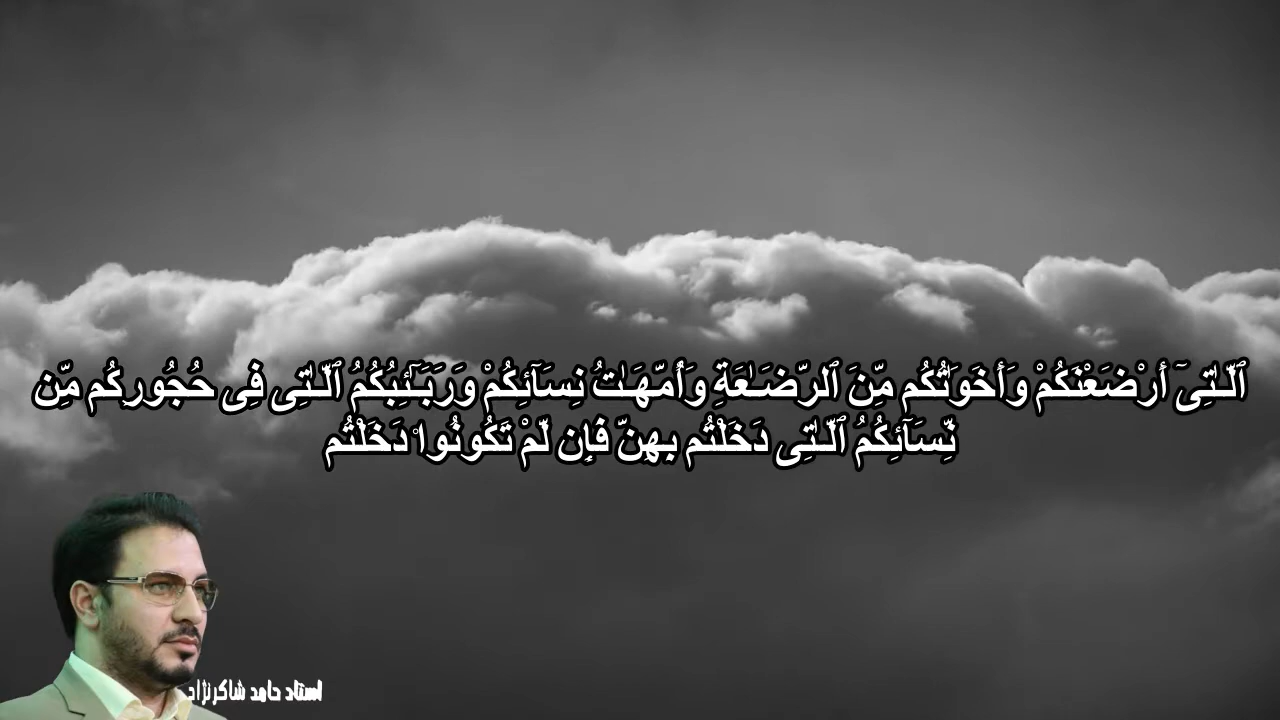 ٱلَّـٰتِىٓ أَرْضَعْنَكُمْ وَأَخَوَٰتُكُم مِّنَ ٱلرَّضَـٰعَةِ وَأُمَّهَـٰتُ نِسَآئِكُمْ وَرَبَـٰٓئِبُكُمُ ٱلَّـٰتِى فِى حُجُورِكُم مِّن
نِّسَآئِكُمُ ٱلَّـٰتِى دَخَلْتُم بِهِنَّ فَإِن لَّمْ تَكُونُوا۟ دَخَلْتُم
استاد حامد شاکرنژاد